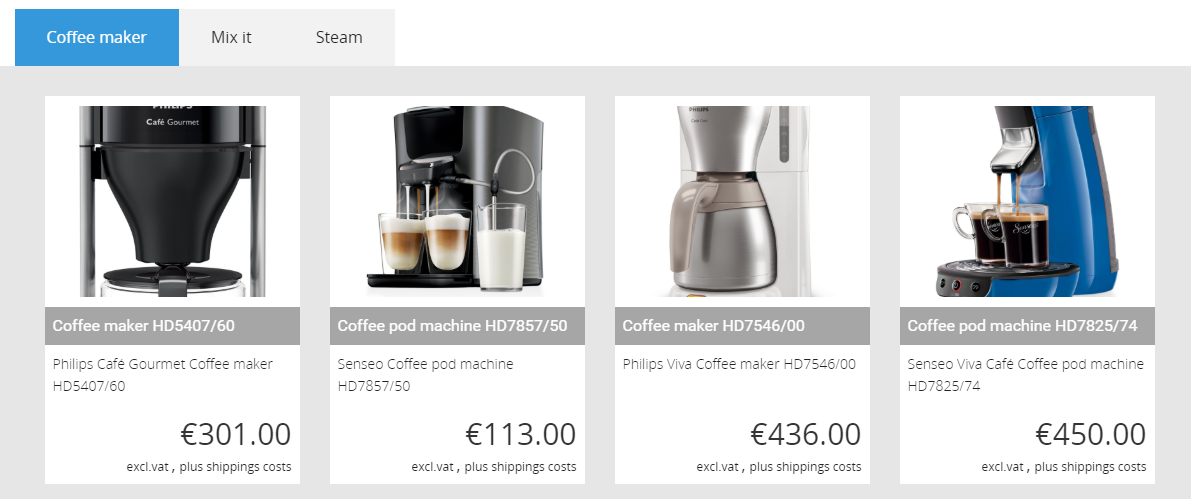 Coffee maker
Mix it
Steam
PHILIPS
Café Gourmet
Coffee maker HD5407/60
Philips Café Gourmet Coffee maker
HD5407/60
€301.00
excl.vat , plus shippings costs
Coffee pod machine HD7857/50
Senseo Coffee pod machine
HD7857/50
€113.00
excl.vat , plus shippings costs
PHILIPS
Coffee maker HD7546/00
Philips Viva Coffee maker HD7546/00
€436.00
excl.vat , plus shippings costs
Senseo
Coffee pod machine HD7825/74
Senseo Viva Café Coffee pod machine
HD7825/74
€450.00
excl.vat , plus shippings costs